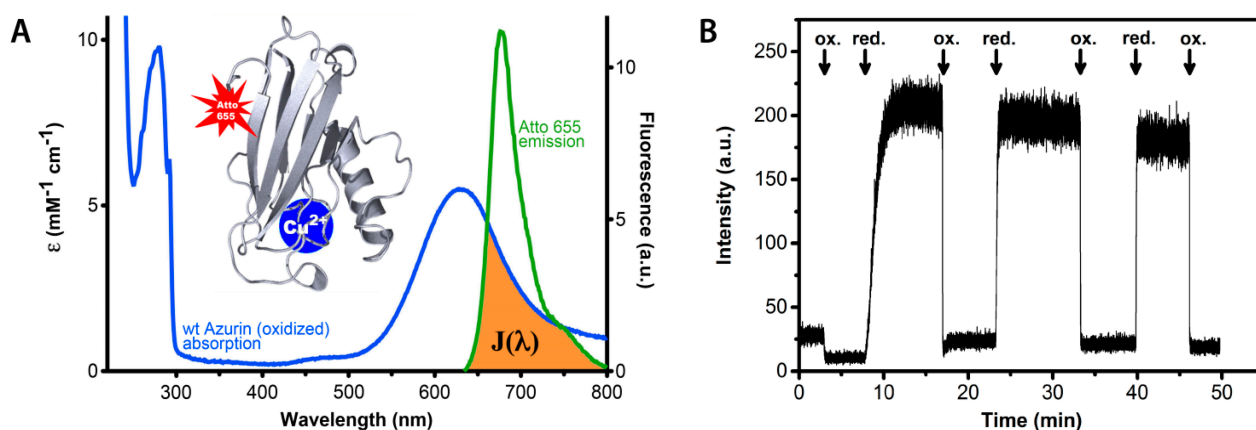 A
10
5
0
ε (mM⁻¹ cm⁻¹)
300
400
500
600
700
800
Wavelength (nm)
10
5
0
Fluorescence (a.u.)
Atto
655
Cu²⁺
Atto 655
emission
wt Azurin (oxidized)
absorption
J(λ)
B
ox. red. ox. red. ox. red. ox.
250
200
150
100
50
0
Intensity (a.u.)
0
10
20
30
40
50
Time (min)